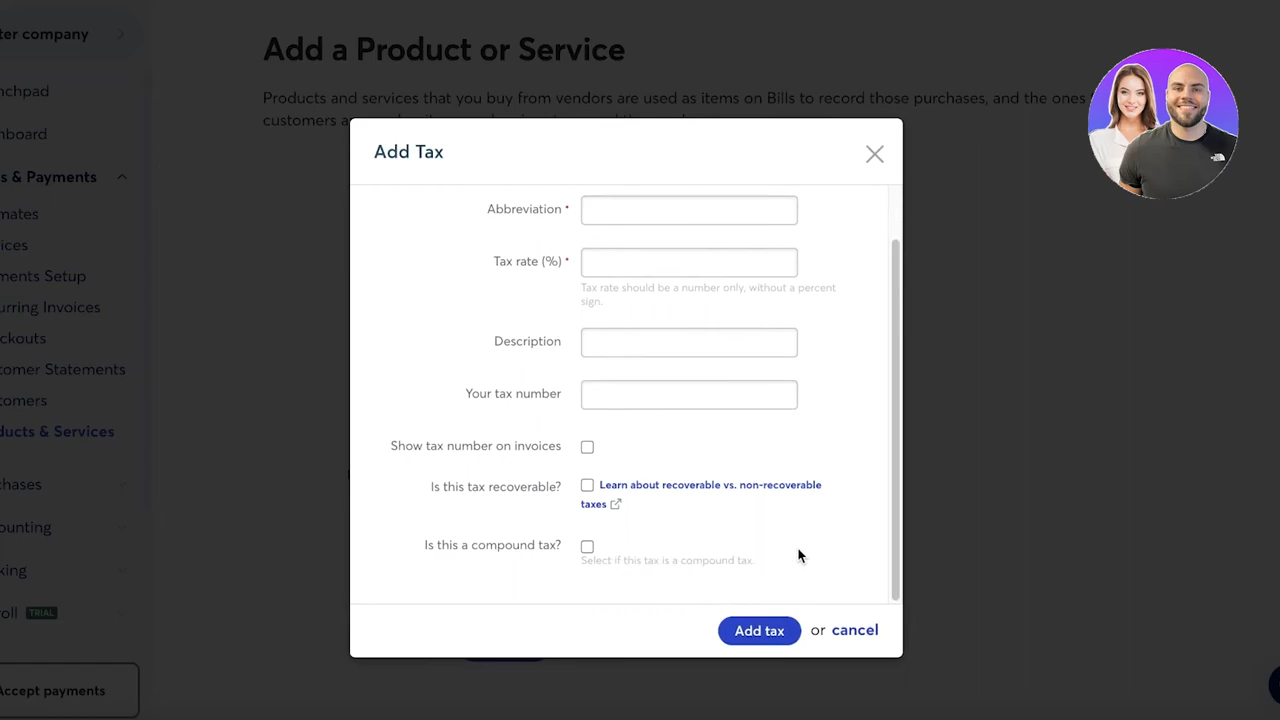 ter company
Add a Product or Service
nchpad
Products and services that you buy from vendors are used as items on Bills to record those purchases, and the ones
customers a
hboard
Add Tax
s & Payments
mates
Abbreviation *
ices
Tax rate (%) *
ments Setup
Tax rate should be a number only, without a percent
sign.
urring Invoices
ckouts
Description
tomer Statements
Your tax number
omers
ducts & Services
Show tax number on invoices
chases
Is this tax recoverable?
Learn about recoverable vs. non-recoverable
taxes
ounting
Is this a compound tax?
Select if this tax is a compound tax.
king
roll TRIAL
Add tax or cancel
Accept payments